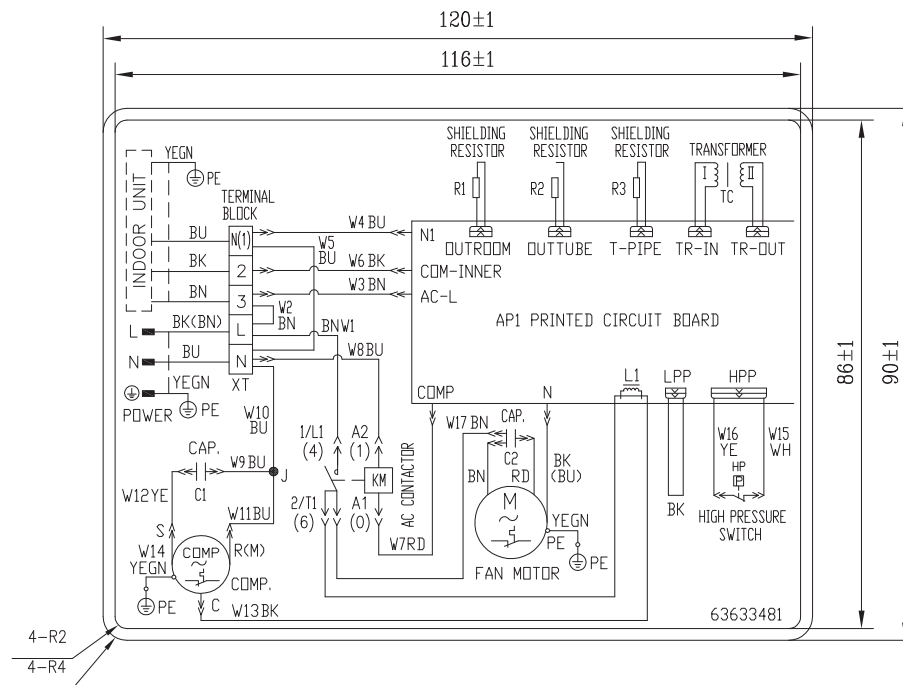 120±1
116±1
SHIELDING RESISTOR
SHIELDING RESISTOR
SHIELDING RESISTOR
TRANSFORMER
R1
R2
R3
I
II
TC
OUTROOM
OUTTUBE
T-PIPE
TR-IN
TR-OUT
INDOOR UNIT
YEGN
PE
TERMINAL BLOCK
BU
N(1)
W4 BU
N1
W5 BU
BK
2
W6 BK
COM-INNER
BN
3
W3 BN
AC-L
W2 BN
AP1 PRINTED CIRCUIT BOARD
L
BK(BN)
L
BN W1
N
BU
N
W8 BU
XT
YEGN
PE
POWER
86±1
90±1
COMP
N
L1
LPP
HPP
W10 BU
1/L1 (4)
A2 (1)
AC CONTACTOR
W17 BN
CAP.
C2
BN
RD
BK (BU)
W16 YE
W15 WH
HP
P
CAP.
C1
W9 BU
J
KM
W12 YE
2/T1 (6)
A1 (0)
M
~
BK
HIGH PRESSURE SWITCH
W11 BU
S
R(M)
W7 RD
YEGN
PE
PE
FAN MOTOR
W14 YEGN
COMP
~
COMP.
PE
C
W13 BK
63633481
4-R2
4-R4